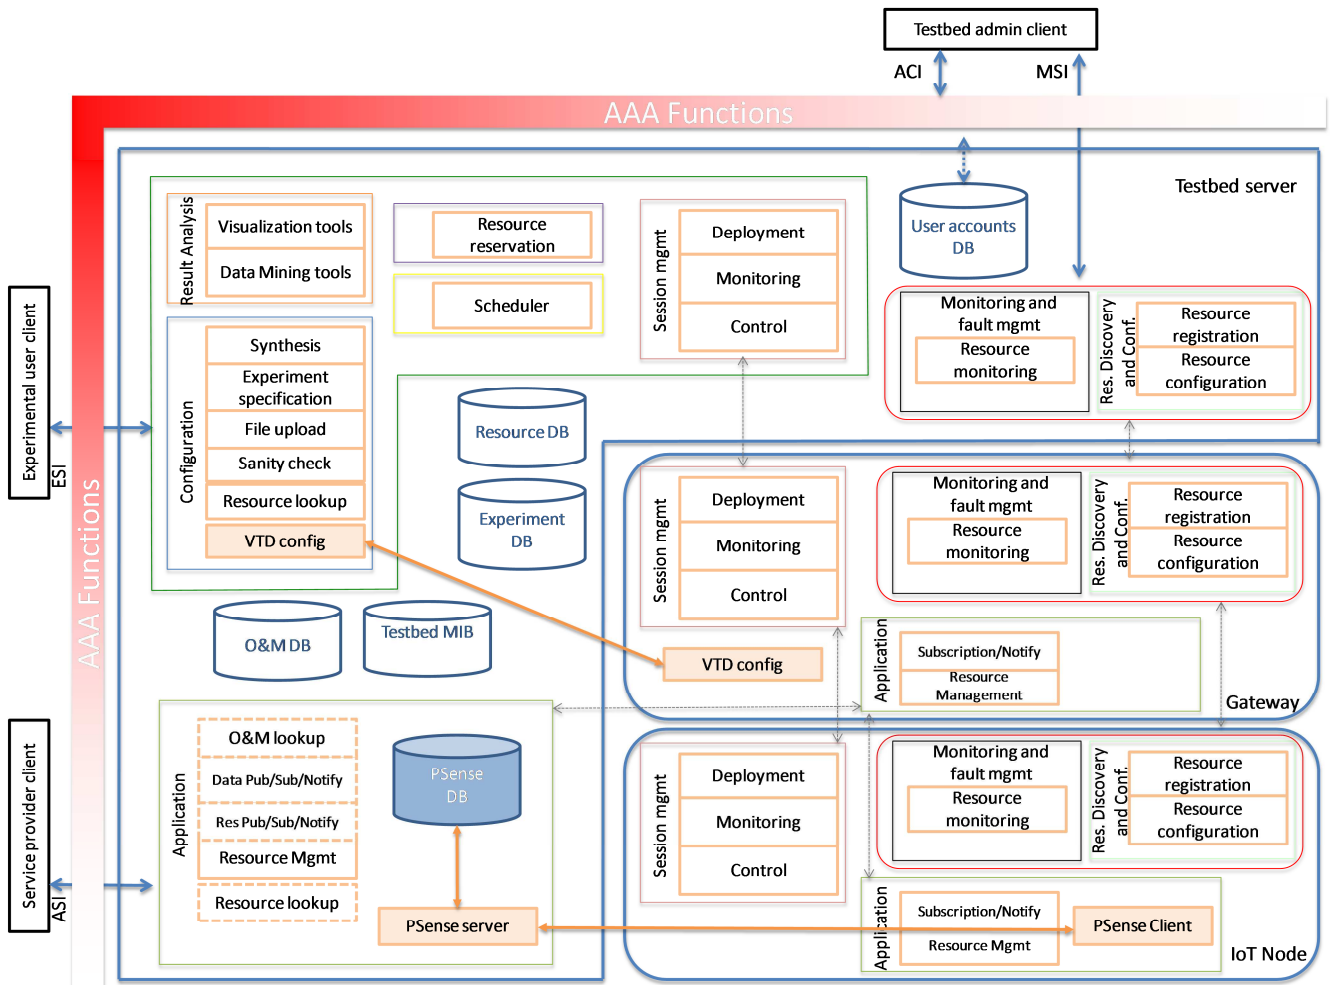 Testbed admin client
ACI
MSI
AAA Functions
Testbed server
Result Analysis
Visualization tools
Data Mining tools
Resource
reservation
Scheduler
Session mgmt
Deployment
Monitoring
Control
User accounts
DB
Monitoring and
fault mgmt
Resource
monitoring
Res. Discovery
and Conf.
Resource
registration
Resource
configuration
Experimental user client
ESI
AAA Functions
Configuration
Synthesis
Experiment
specification
File upload
Sanity check
Resource lookup
VTD config
Resource DB
Experiment
DB
O&M DB
Testbed MIB
Session mgmt
Deployment
Monitoring
Control
VTD config
Monitoring and
fault mgmt
Resource
monitoring
Res. Discovery
and Conf.
Resource
registration
Resource
configuration
Application
Subscription/Notify
Resource
Management
Gateway
Service provider client
ASI
Application
O&M lookup
Data Pub/Sub/Notify
Res Pub/Sub/Notify
Resource Mgmt
Resource lookup
PSense
DB
PSense server
Session mgmt
Deployment
Monitoring
Control
Monitoring and
fault mgmt
Resource
monitoring
Res. Discovery
and Conf.
Resource
registration
Resource
configuration
Application
Subscription/Notify
Resource Mgmt
PSense Client
IoT Node